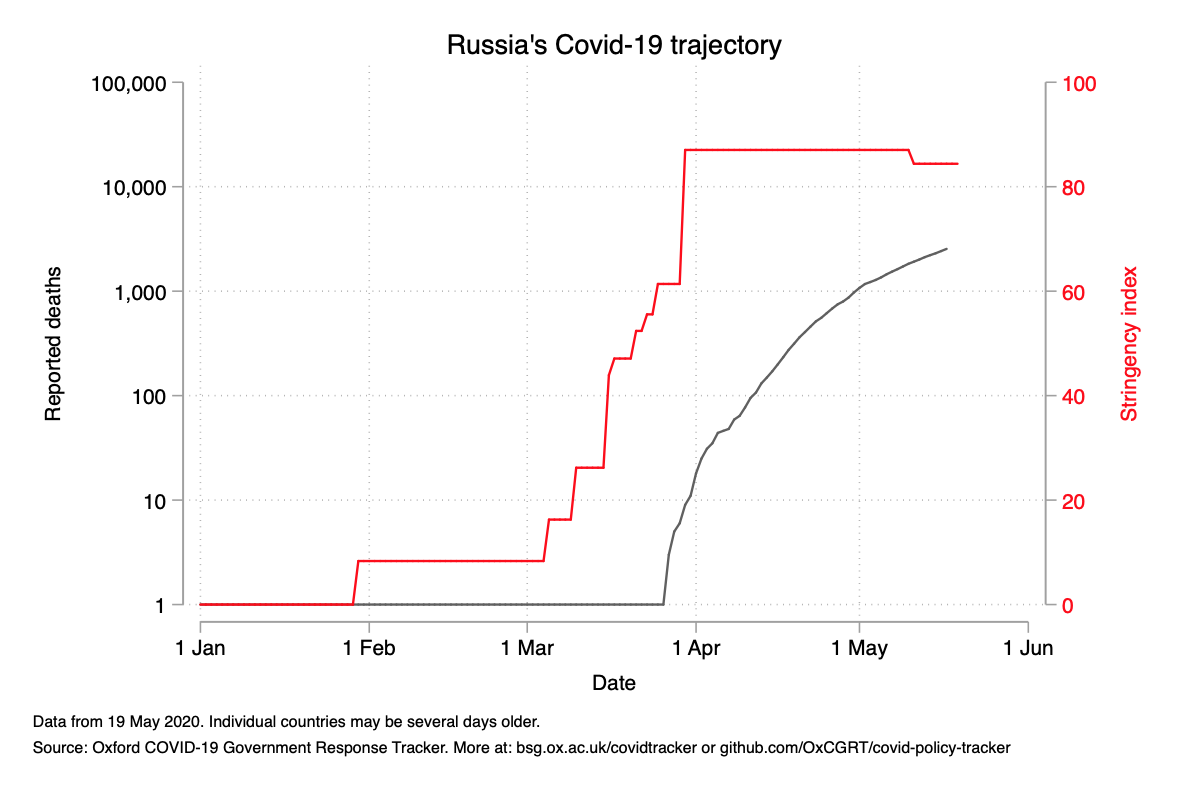 Russia's Covid-19 trajectory
100,000
10,000
1,000
100
10
1
Reported deaths
100
80
60
40
20
0
Stringency index
1 Jan
1 Feb
1 Mar
1 Apr
1 May
1 Jun
Date
Data from 19 May 2020. Individual countries may be several days older.
Source: Oxford COVID-19 Government Response Tracker. More at: bsg.ox.ac.uk/covidtracker or github.com/OxCGRT/covid-policy-tracker